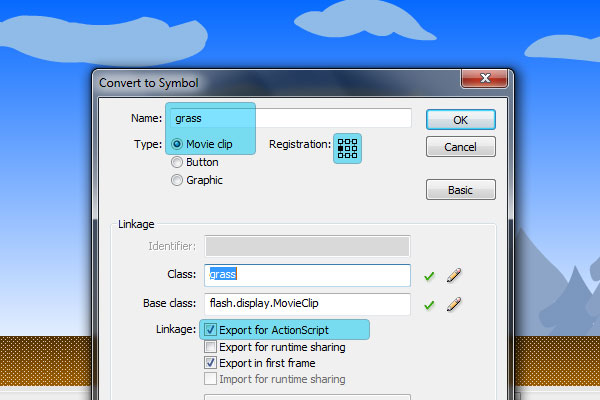 Convert to Symbol
Name: grass
OK
Type: Movie clip Registration:
Cancel
Button
Graphic
Basic
Linkage
Identifier:
Class: grass
Base class: flash.display.MovieClip
Linkage: Export for ActionScript
Export for runtime sharing
Export in first frame
Import for runtime sharing